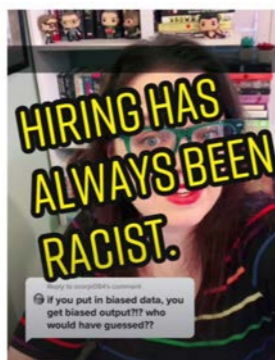 HIRING HAS
ALWAYS BEEN
RACIST.
if you put in biased data, you
get biased output?!? who
would have guessed??